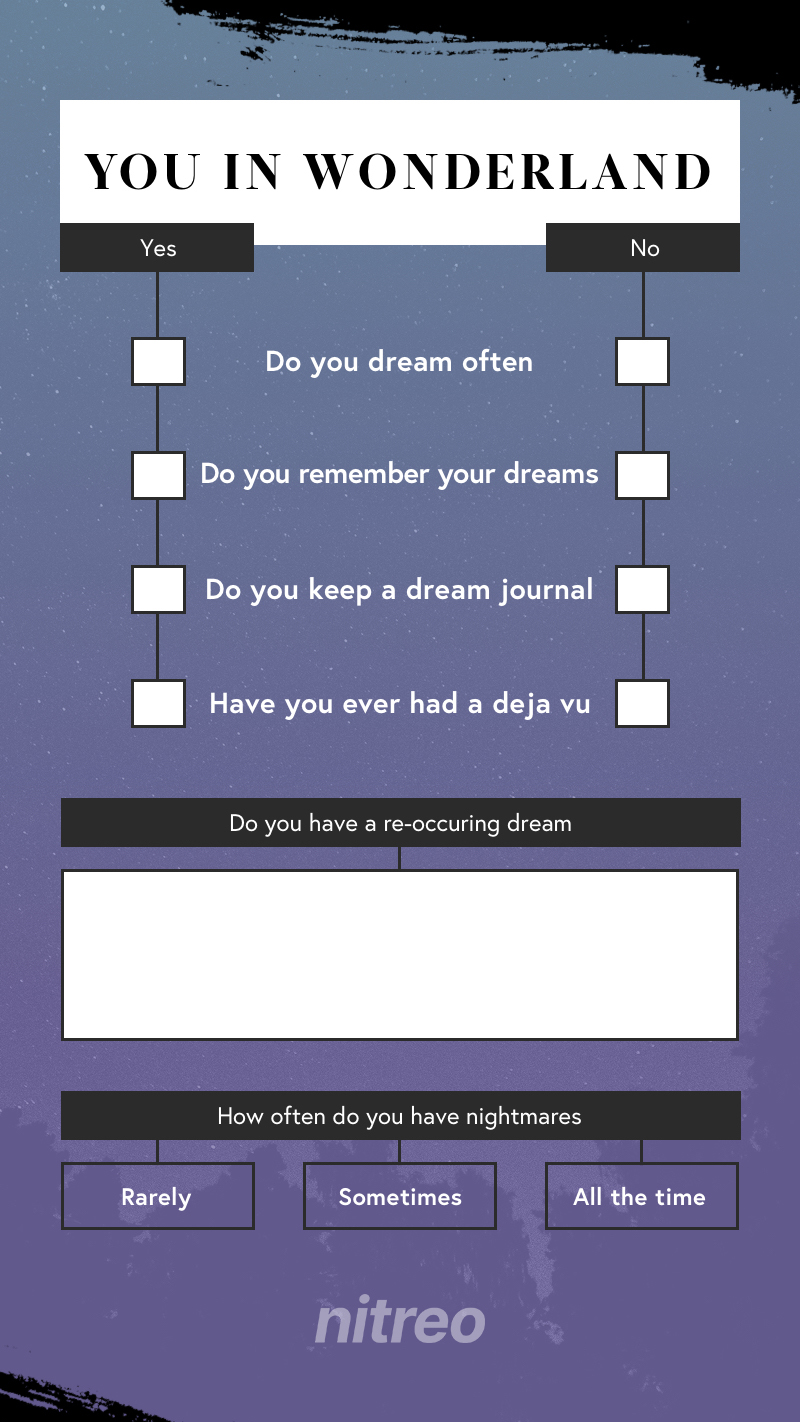 YOU IN WONDERLAND
Yes
No
Do you dream often
Do you remember your dreams
Do you keep a dream journal
Have you ever had a deja vu
Do you have a re-occuring dream
How often do you have nightmares
Rarely
Sometimes
All the time
nitreo